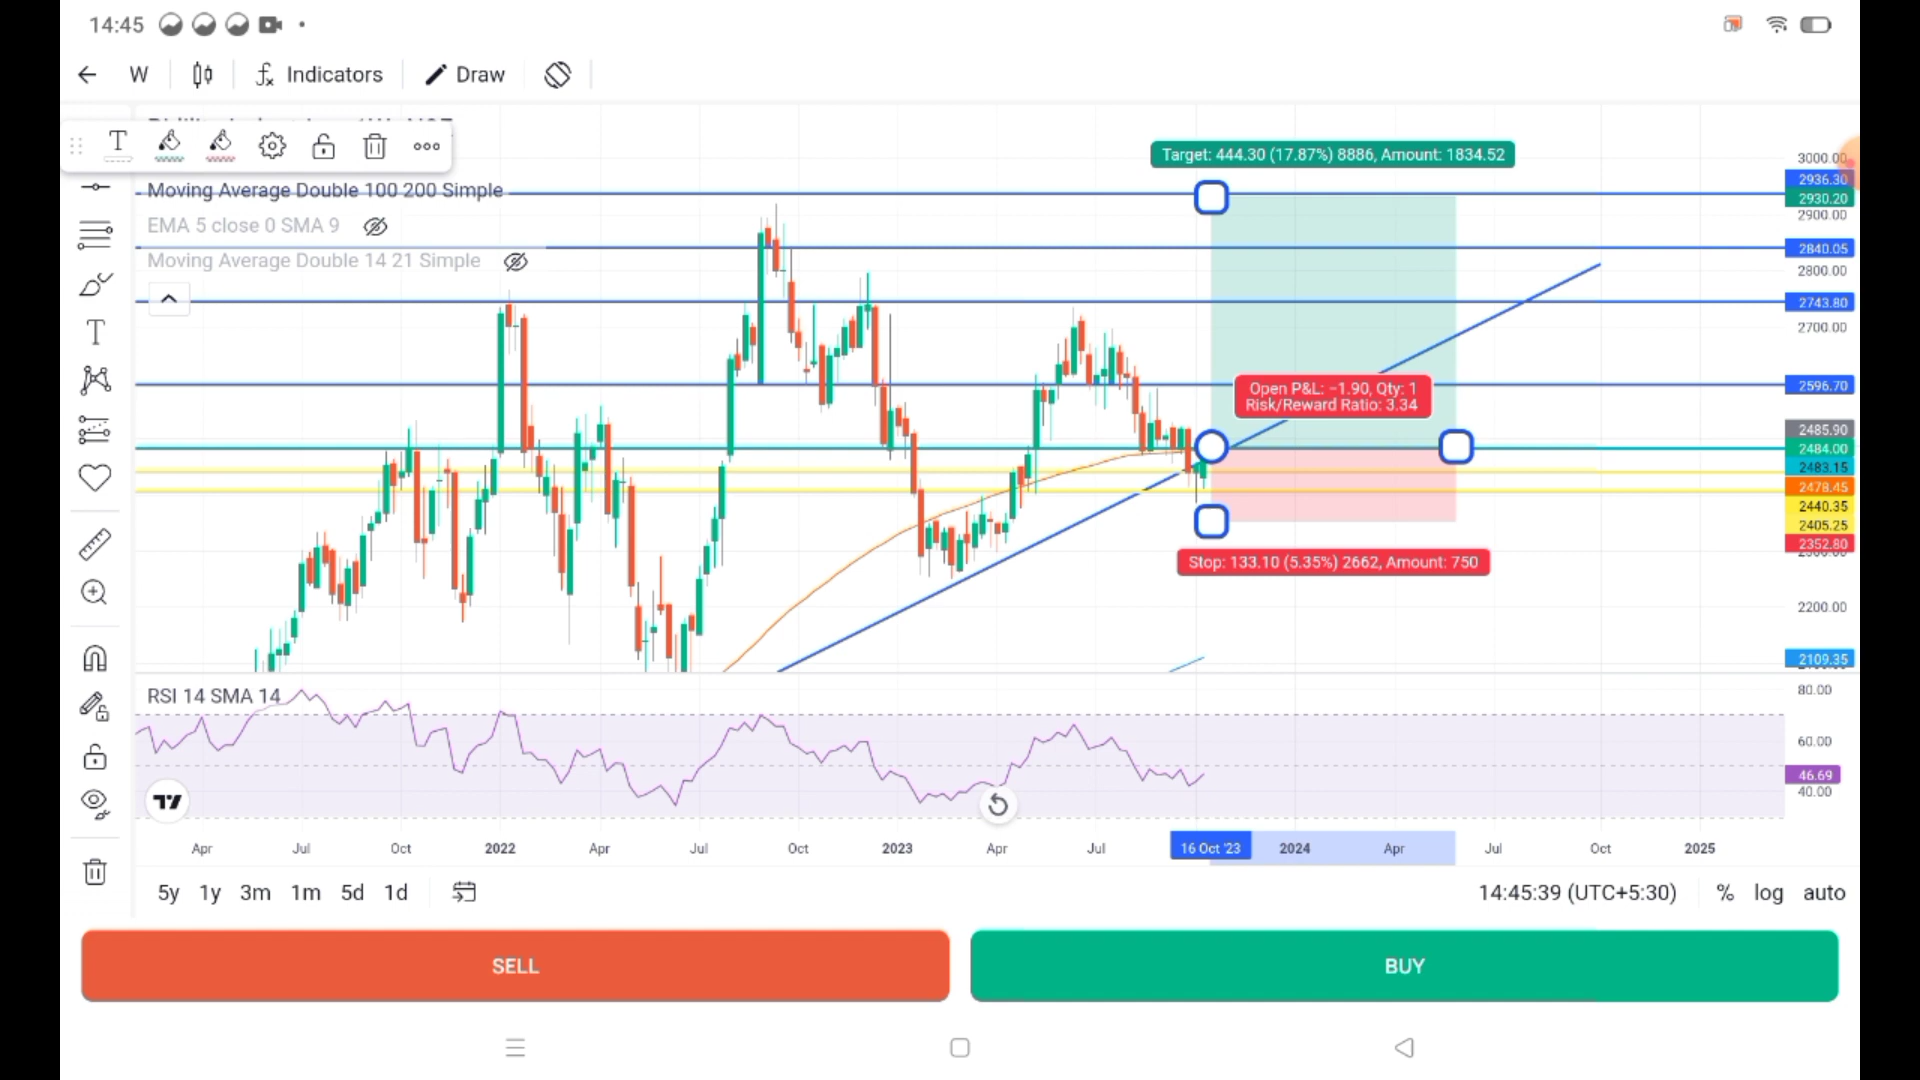 14:45
W Indicators Draw
T
Target: 444.30 (17.87%) 8886, Amount: 1834.52
Moving Average Double 100 200 Simple
EMA 5 close 0 SMA 9
Moving Average Double 14 21 Simple
Open P&L: −1.90, Qty: 1
Risk/Reward Ratio: 3.34
Stop: 133.10 (5.35%) 2662, Amount: 750
3000.00
2936.30
2930.20
2900.00
2840.05
2800.00
2743.80
2700.00
2596.70
2485.90
2484.00
2483.15
2478.45
2440.35
2405.25
2352.80
2200.00
2109.35
RSI 14 SMA 14
80.00
60.00
46.69
40.00
Apr Jul Oct 2022 Apr Jul Oct 2023 Apr Jul 16 Oct '23 2024 Apr Jul Oct 2025
5y 1y 3m 1m 5d 1d 14:45:39 (UTC+5:30) % log auto
SELL BUY